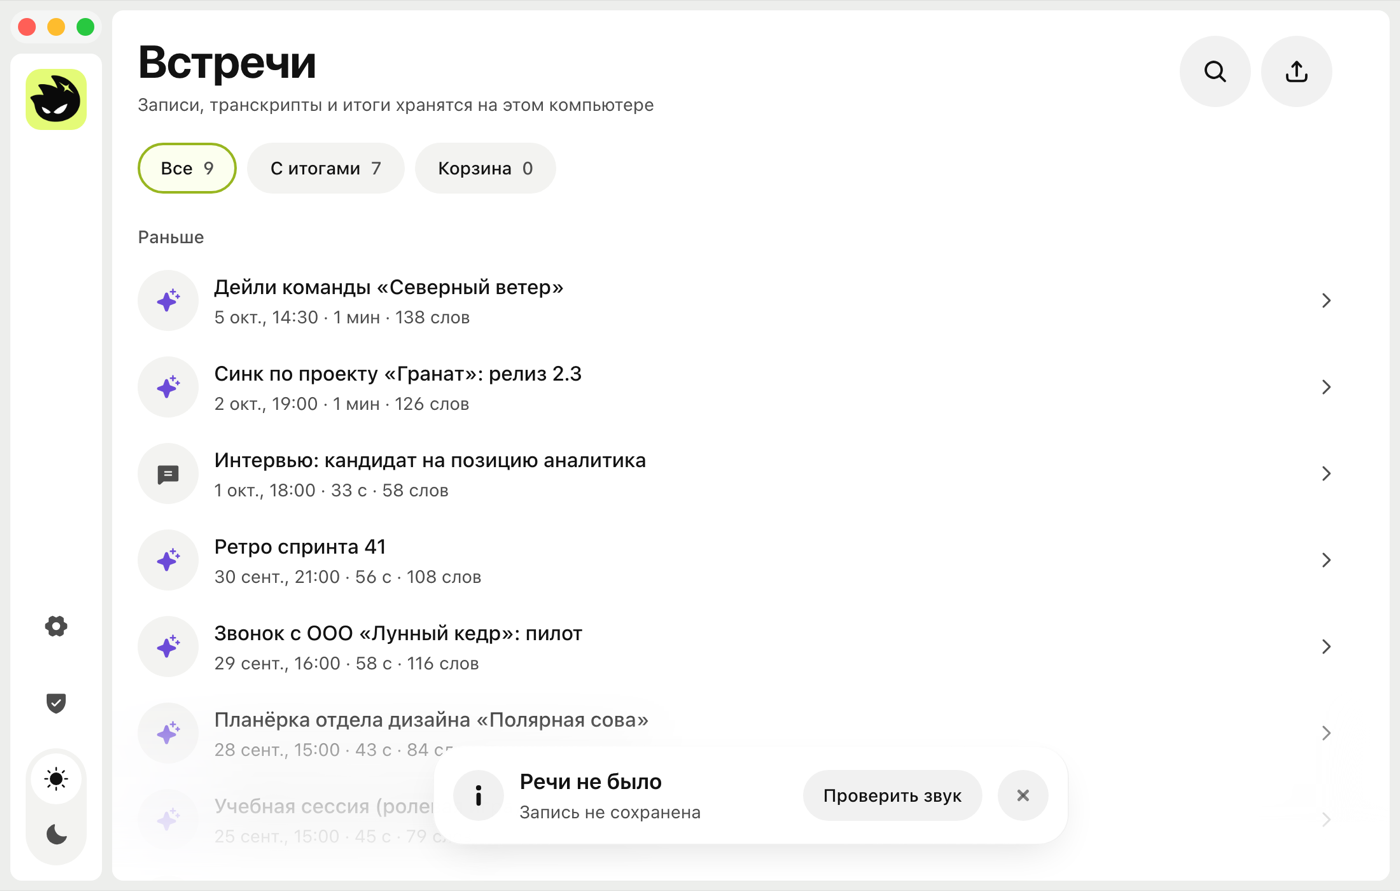 Встречи
Записи, транскрипты и итоги хранятся на этом компьютере
Все 9
С итогами 7
Корзина 0
Раньше
Дейли команды «Северный ветер»
5 окт., 14:30 · 1 мин · 138 слов
Синк по проекту «Гранат»: релиз 2.3
2 окт., 19:00 · 1 мин · 126 слов
Интервью: кандидат на позицию аналитика
1 окт., 18:00 · 33 с · 58 слов
Ретро спринта 41
30 сент., 21:00 · 56 с · 108 слов
Звонок с ООО «Лунный кедр»: пилот
29 сент., 16:00 · 58 с · 116 слов
Планёрка отдела дизайна «Полярная сова»
28 сент., 15:00 · 43 с · 84
Учебная сессия
25 сент., 15:00 · 45 с · 79
Речи не было
Запись не сохранена
Проверить звук